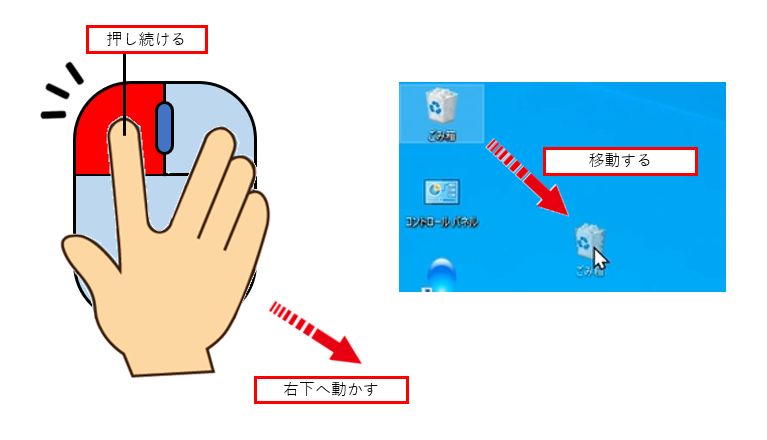 押し続ける
ごみ箱
移動する
コントロール パネル
ごみ箱
右下へ動かす